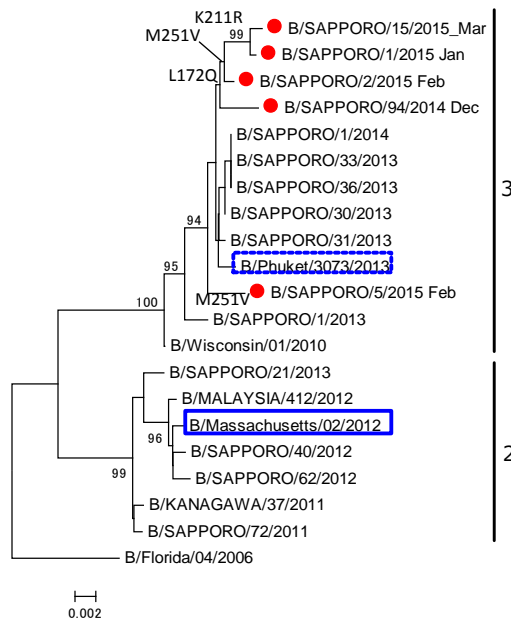 K211R
99
B/SAPPORO/15/2015_Mar
M251V
B/SAPPORO/1/2015 Jan
L172Q
B/SAPPORO/2/2015 Feb
B/SAPPORO/94/2014 Dec
B/SAPPORO/1/2014
B/SAPPORO/33/2013
3
B/SAPPORO/36/2013
B/SAPPORO/30/2013
94
B/SAPPORO/31/2013
B/Phuket/3073/2013
95
M251V
B/SAPPORO/5/2015 Feb
100
B/SAPPORO/1/2013
B/Wisconsin/01/2010
B/SAPPORO/21/2013
B/MALAYSIA/412/2012
B/Massachusetts/02/2012
96
B/SAPPORO/40/2012
2
99
B/SAPPORO/62/2012
B/KANAGAWA/37/2011
B/SAPPORO/72/2011
B/Florida/04/2006
0.002